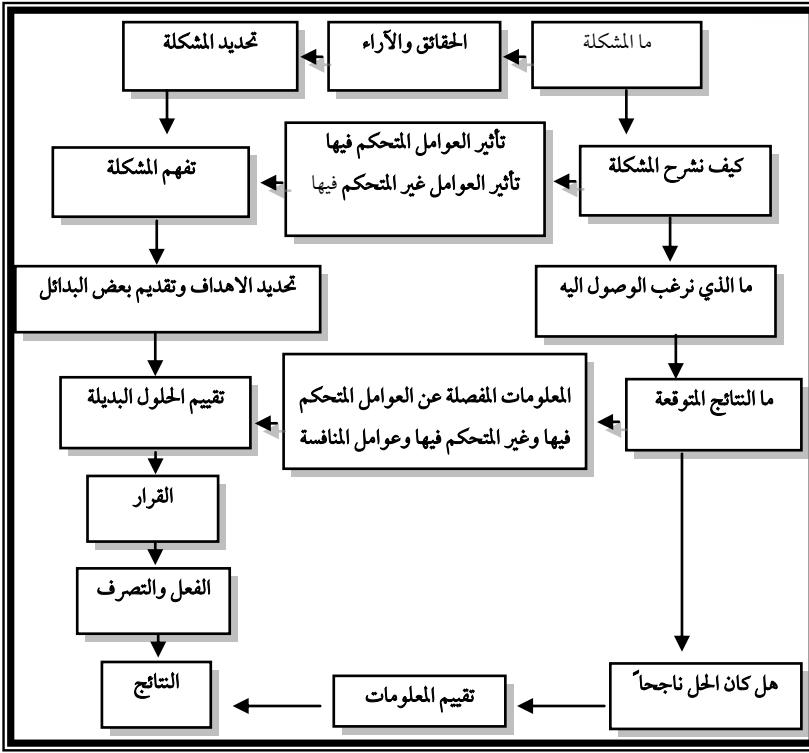 ما المشكلة
الحقائق والآراء
تحديد المشكلة
كيف نشرح المشكلة
تأثير العوامل المتحكم فيها
تأثير العوامل غير المتحكم فيها
تفهم المشكلة
ما الذي نرغب الوصول اليه
تحديد الاهداف وتقديم بعض البدائل
ما النتائج المتوقعة
المعلومات المفصلة عن العوامل المتحكم
فيها وغير المتحكم فيها وعوامل المنافسة
تقييم الحلول البديلة
القرار
الفعل والتصرف
هل كان الحل ناجحاً
تقييم المعلومات
النتائج